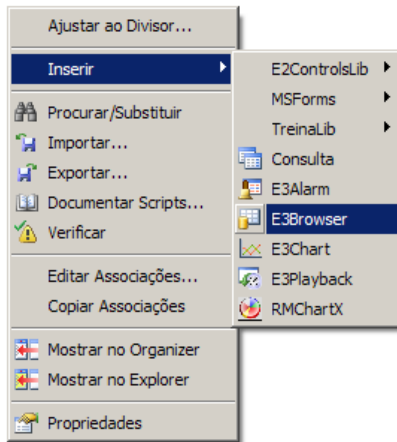 Ajustar ao Divisor...
Inserir
Procurar/Substituir
Importar...
Exportar...
Documentar Scripts...
Verificar
Editar Associações...
Copiar Associações
Mostrar no Organizer
Mostrar no Explorer
Propriedades
E2ControlsLib
MSForms
TreinaLib
Consulta
E3Alarm
E3Browser
E3Chart
E3Playback
RMChartX